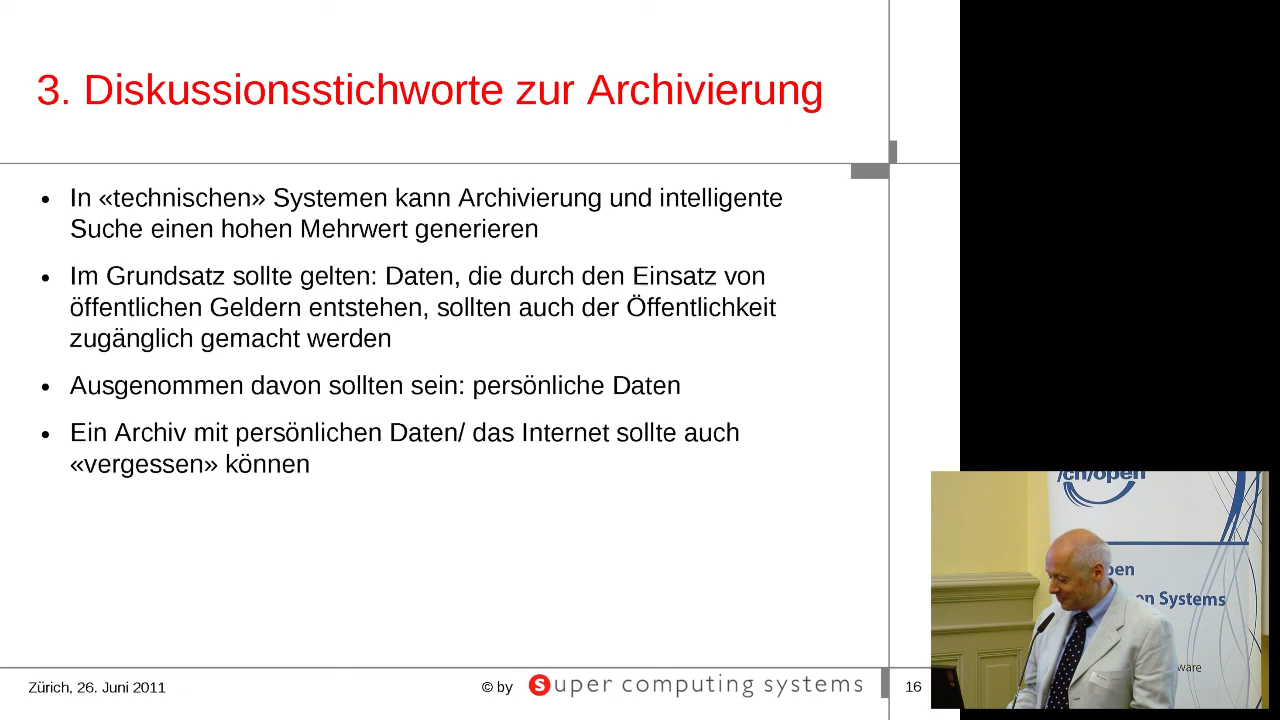 3. Diskussionsstichworte zur Archivierung
• In «technischen» Systemen kann Archivierung und intelligente
Suche einen hohen Mehrwert generieren
• Im Grundsatz sollte gelten: Daten, die durch den Einsatz von
öffentlichen Geldern entstehen, sollten auch der Öffentlichkeit
zugänglich gemacht werden
• Ausgenommen davon sollten sein: persönliche Daten
• Ein Archiv mit persönlichen Daten/ das Internet sollte auch
«vergessen» können
/ch/open
pen
en Systems
ware
Zürich, 26. Juni 2011
© by super computing systems
16